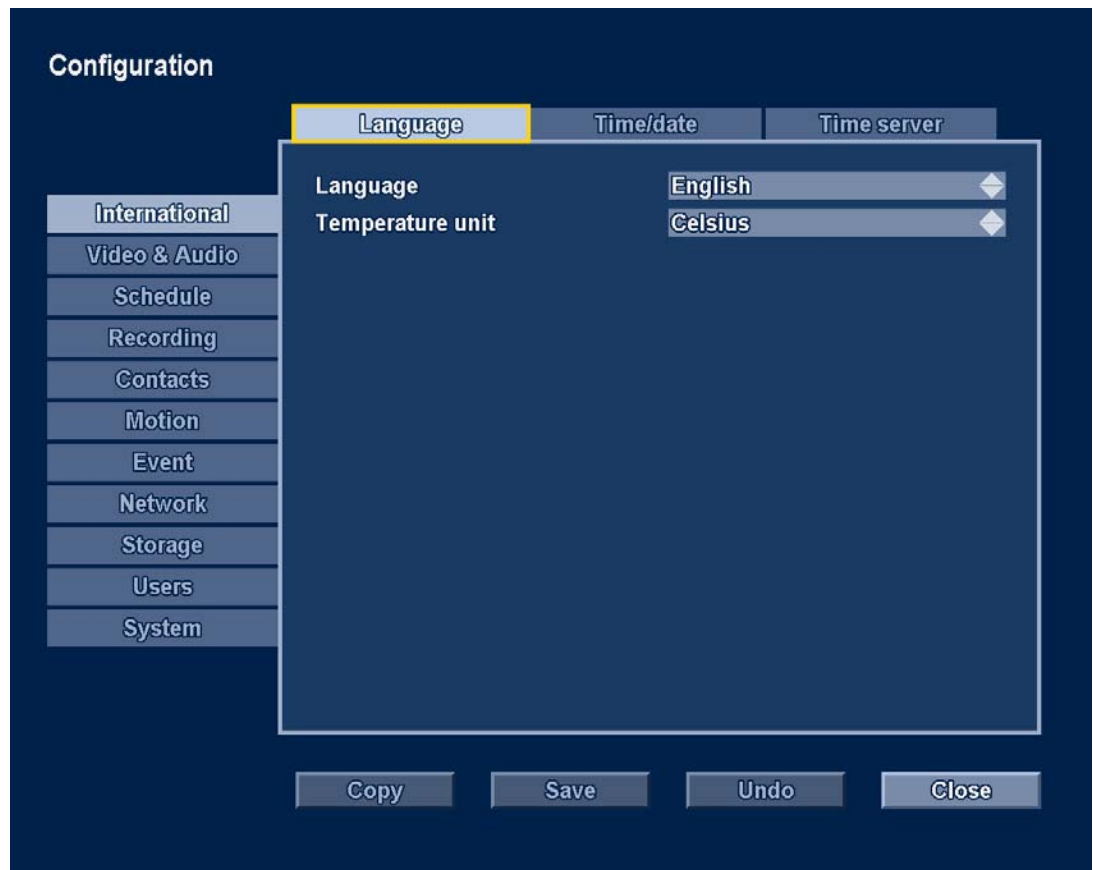 Configuration
Language
Time/date
Time server
Language English
Temperature unit Celsius
International
Video & Audio
Schedule
Recording
Contacts
Motion
Event
Network
Storage
Users
System
Copy
Save
Undo
Close